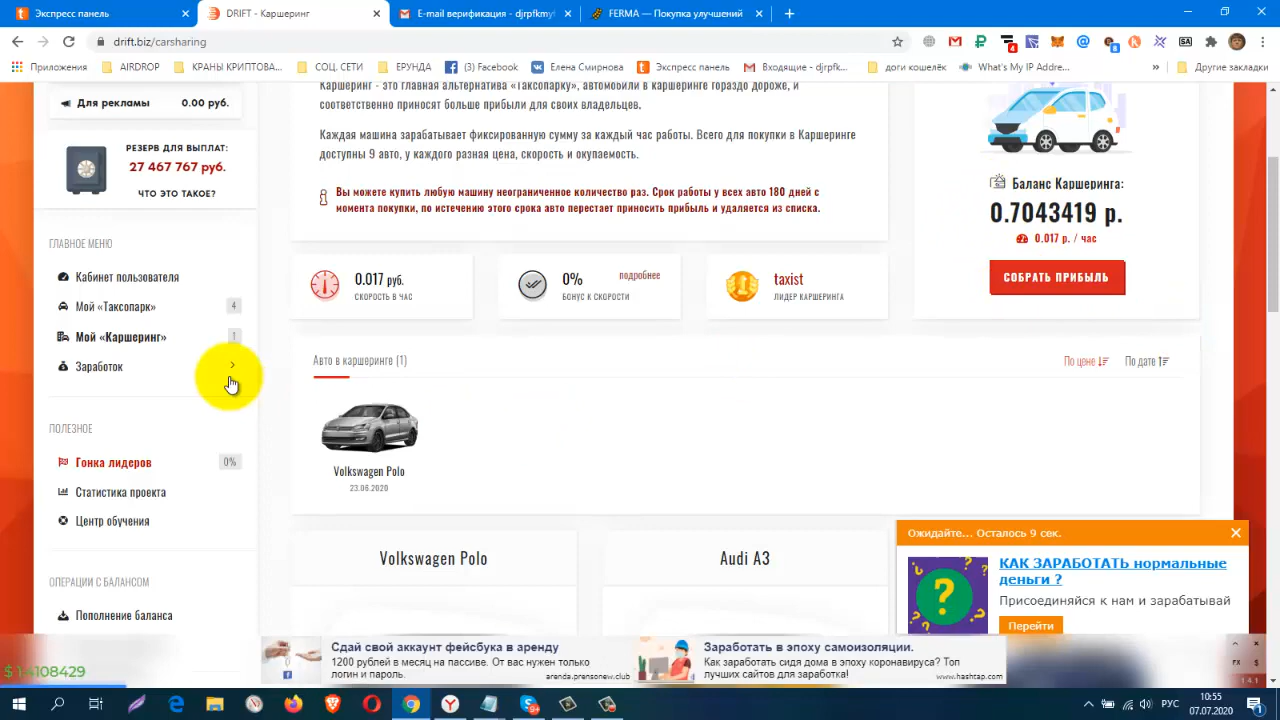 Экспресс панель
DRIFT - Каршеринг
E-mail верификация - djrpfkmy
FERMA — Покупка улучшений
drift.biz/carsharing
Приложения
AIRDROP
КРАНЫ КРИПТОВА...
СОЦ. СЕТИ
ЕРУНДА
(3) Facebook
Елена Смирнова
Экспресс панель
Входящие - djrpfk...
доги кошелёк
What's My IP Addre...
»
Другие закладки
Для рекламы 0.00 руб.
РЕЗЕРВ ДЛЯ ВЫПЛАТ:
27 467 767 руб.
ЧТО ЭТО ТАКОЕ?
ГЛАВНОЕ МЕНЮ
Кабинет пользователя
Мой «Таксопарк» 4
Мой «Каршеринг» 1
Заработок
ПОЛЕЗНОЕ
Гонка лидеров 0%
Статистика проекта
Центр обучения
ОПЕРАЦИИ С БАЛАНСОМ
Пополнение баланса
Каршеринг - это главная альтернатива «Таксопарку», автомобили в каршеринге гораздо дороже, и
соответственно приносят больше прибыли для своих владельцев.
Каждая машина зарабатывает фиксированную сумму за каждый час работы. Всего для покупки в Каршеринге
доступны 9 авто, у каждого разная цена, скорость и окупаемость.
Вы можете купить любую машину неограниченное количество раз. Срок работы у всех авто 180 дней с
момента покупки, по истечению этого срока авто перестает приносить прибыль и удаляется из списка.
0.017 руб.
СКОРОСТЬ В ЧАС
0% подробнее
БОНУС К СКОРОСТИ
taxist
ЛИДЕР КАРШЕРИНГА
Баланс Каршеринга:
0.7043419 р.
0.017 р. / час
СОБРАТЬ ПРИБЫЛЬ
Авто в каршеринге (1)
По цене
По дате
Volkswagen Polo
23.06.2020
Volkswagen Polo
Audi A3
Ожидайте... Осталось 9 сек.
КАК ЗАРАБОТАТЬ нормальные
деньги ?
Присоединяйся к нам и зарабатывай
Перейти
Сдай свой аккаунт фейсбука в аренду
1200 рублей в месяц на пассиве. От вас нужен только
логин и пароль.
arenda.prensonew.club
Заработать в эпоху самоизоляции.
Как заработать сидя дома в эпоху коронавируса? Топ
лучших сайтов для заработка!
www.hashtap.com
FX $
1.4.1
РУС
10:55
07.07.2020